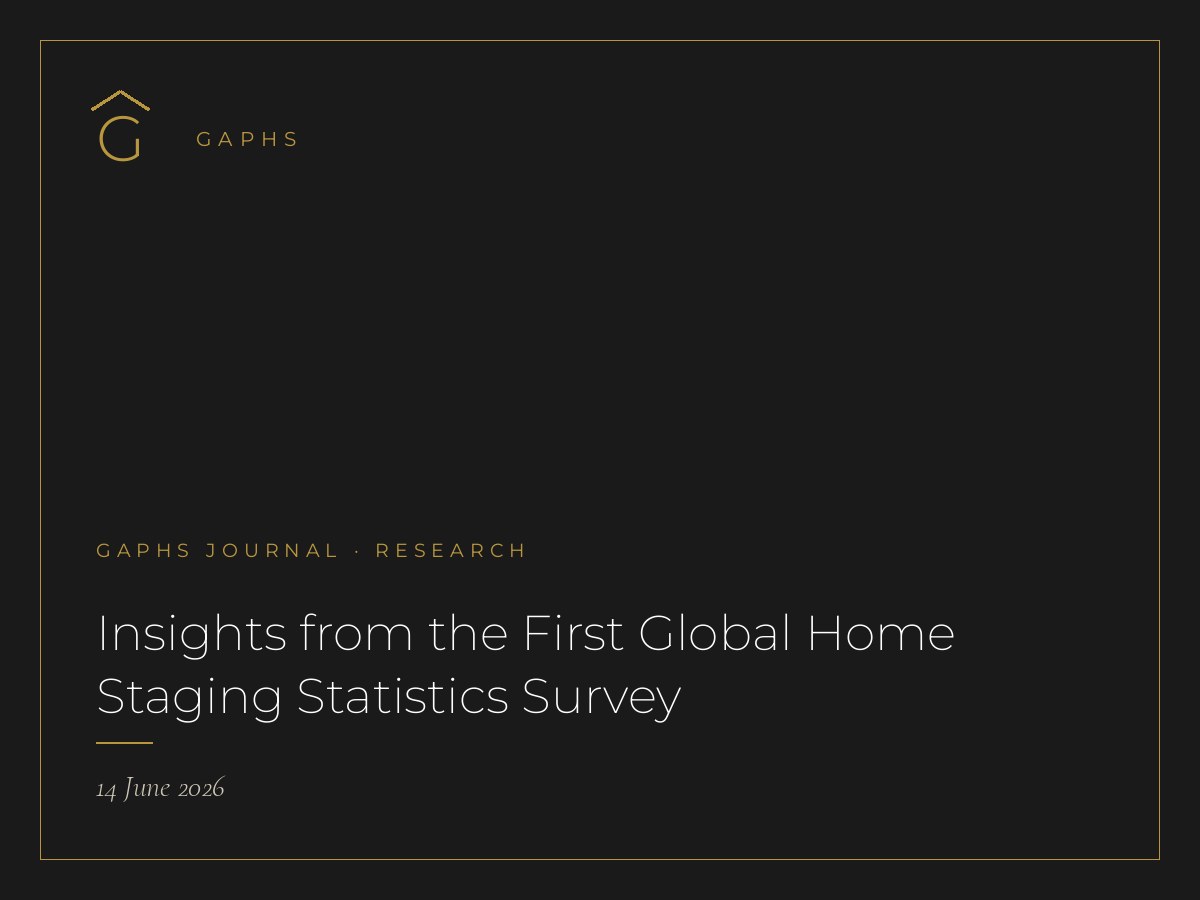 G
GAPHS
GAPHS JOURNAL · RESEARCH
Insights from the First Global Home
Staging Statistics Survey
14 June 2026